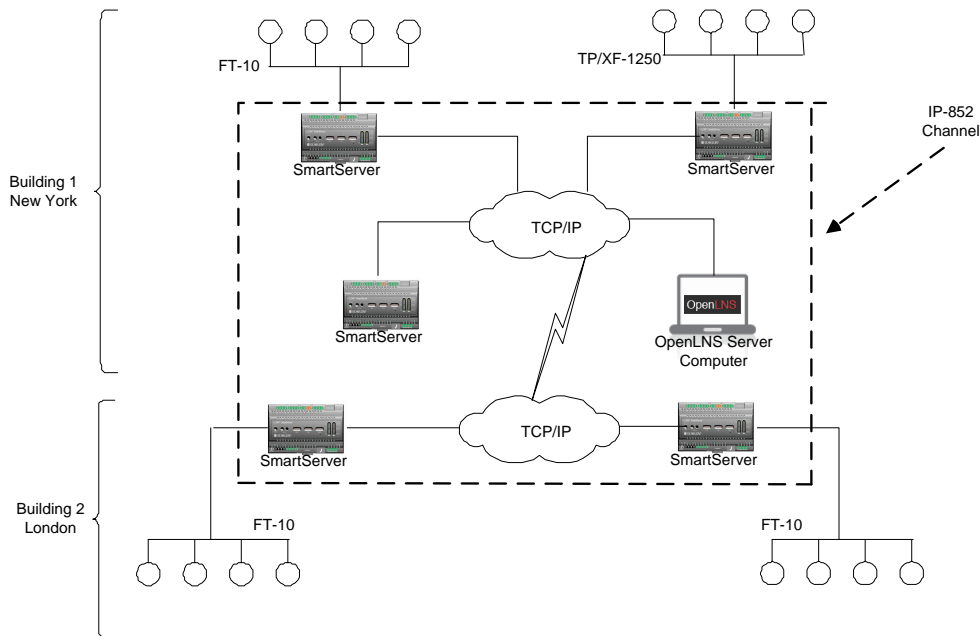 FT-10
TP/XF-1250
IP-852
Channel
SmartServer
SmartServer
Building 1
New York
TCP/IP
OpenLNS
SmartServer
OpenLNS Server
Computer
TCP/IP
SmartServer
SmartServer
Building 2
London
FT-10
FT-10